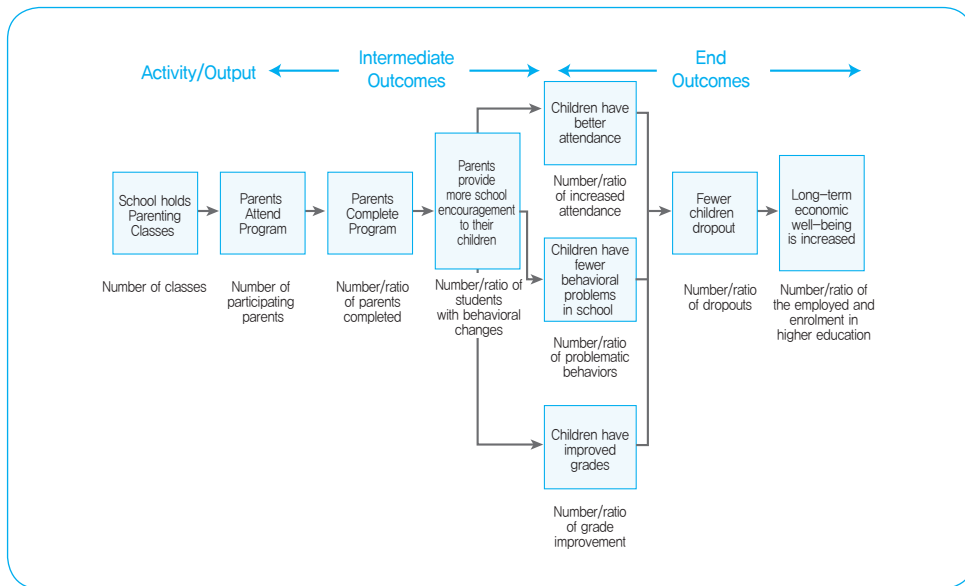 Activity/Output
Intermediate
Outcomes
End
Outcomes
School holds
Parenting
Classes
Number of classes
Parents
Attend
Program
Number of
participating
parents
Parents
Complete
Program
Number/ratio
of parents
completed
Parents
provide
more school
encouragement
to their
children
Number/ratio of
students
with behavioral
changes
Children have
better
attendance
Number/ratio
of increased
attendance
Children have
fewer
behavioral
problems
in school
Number/ratio
of problematic
behaviors
Children have
improved
grades
Number/ratio
of grade
improvement
Fewer
children
dropout
Number/ratio
of dropouts
Long-term
economic
well-being
is increased
Number/ratio of
the employed and
enrolment in
higher education